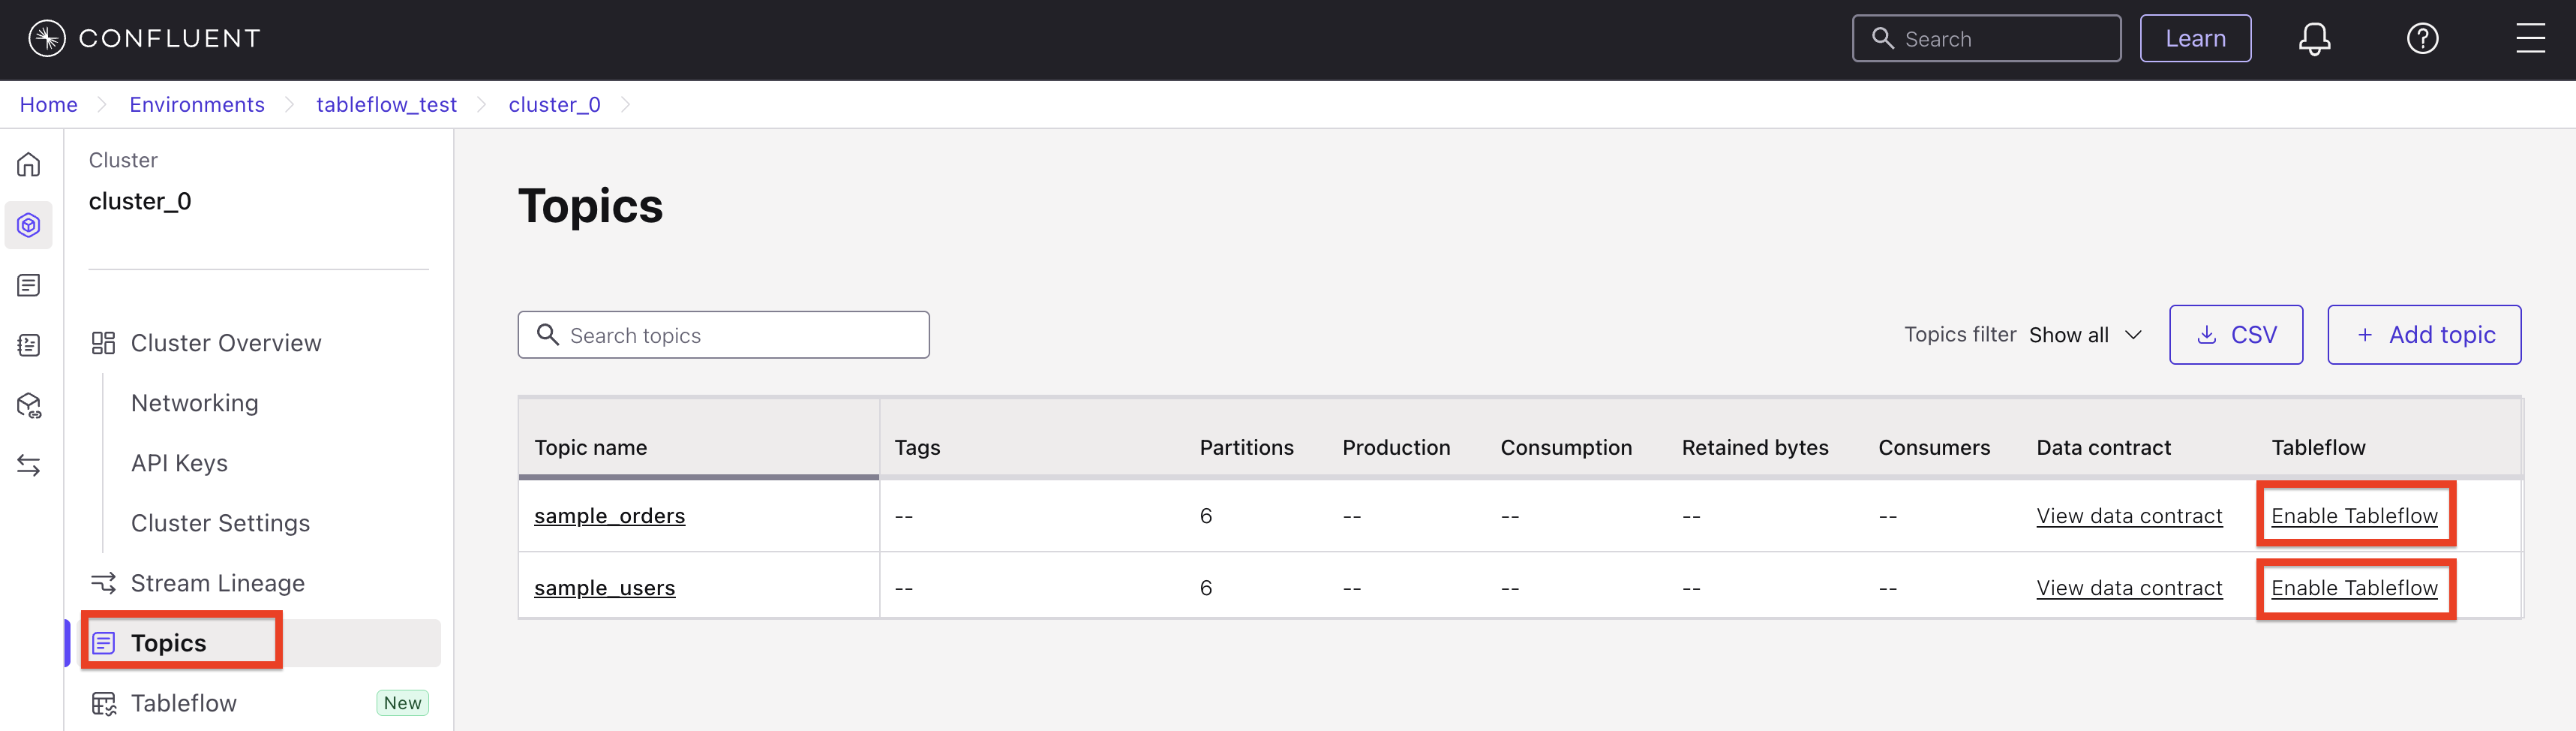 CONFLUENT
Search
Learn
Home
Environments
tableflow_test
cluster_0
Cluster
cluster_0
Cluster Overview
Networking
API Keys
Cluster Settings
Stream Lineage
Topics
Tableflow New
Topics
Search topics
Topics filter Show all
CSV
+ Add topic
Topic name Tags Partitions Production Consumption Retained bytes Consumers Data contract Tableflow
sample_orders -- 6 -- -- -- -- View data contract Enable Tableflow
sample_users -- 6 -- -- -- -- View data contract Enable Tableflow